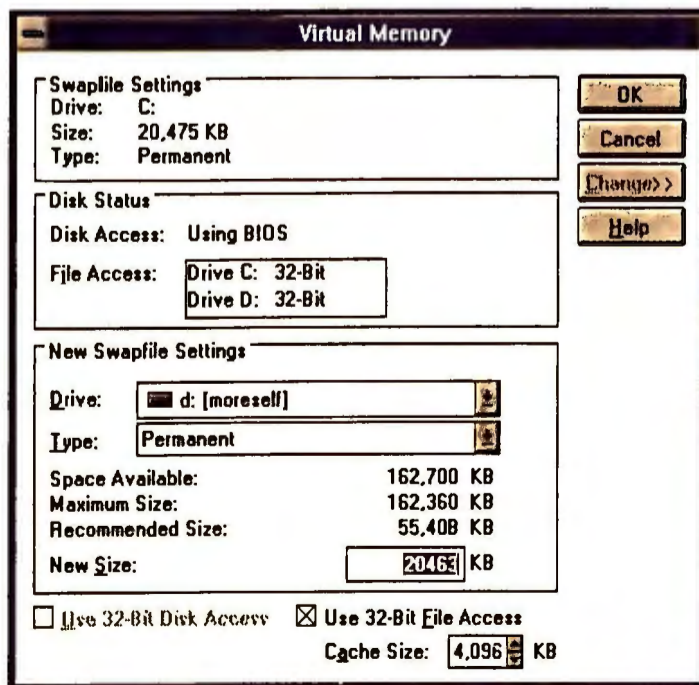 Virtual Memory
Swapfile Settings
Drive: C:
Size: 20,475 KB
Type: Permanent
OK
Cancel
Change>>
Help
Disk Status
Disk Access: Using BIOS
File Access: Drive C: 32-Bit
Drive D: 32-Bit
New Swapfile Settings
Drive: d: [moreself]
Type: Permanent
Space Available: 162,700 KB
Maximum Size: 162,360 KB
Recommended Size: 55,408 KB
New Size: 20463 KB
Use 32-Bit Disk Access
Use 32-Bit File Access
Cache Size: 4,096 KB